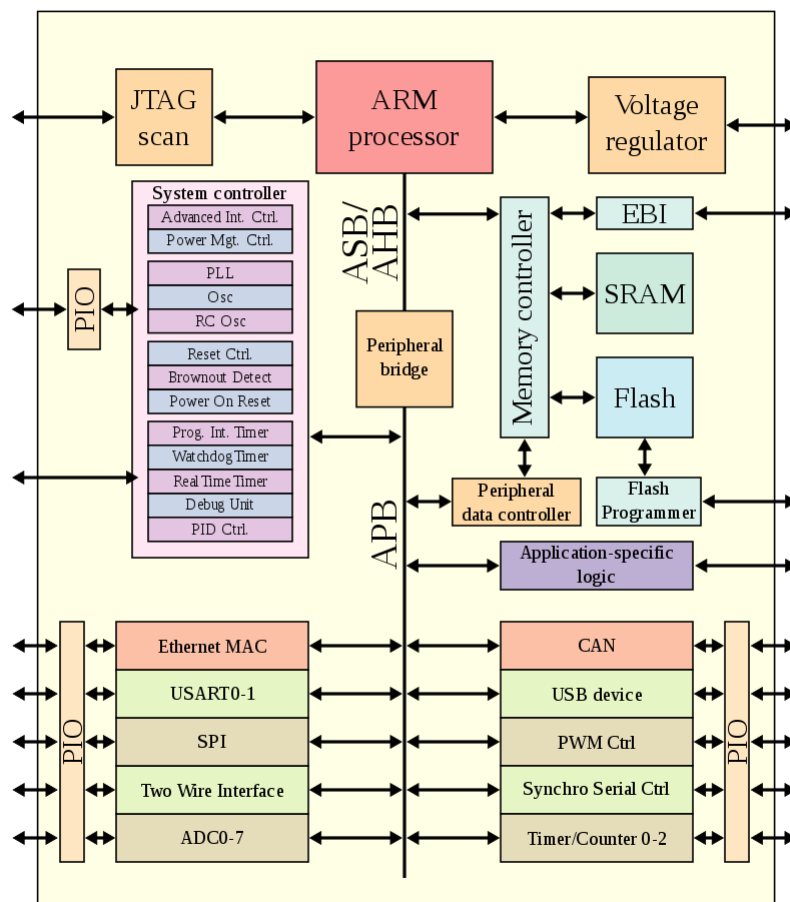 JTAG
scan
ARM
processor
Voltage
regulator
System controller
Advanced Int. Ctrl.
Power Mgt. Ctrl.
PLL
Osc
RC Osc
Reset Ctrl.
Brownout Detect
Power On Reset
Prog. Int. Timer
Watchdog Timer
Real Time Timer
Debug Unit
PID Ctrl.
PIO
ASB/
AHB
Peripheral
bridge
APB
Memory controller
EBI
SRAM
Flash
Peripheral
data controller
Flash
Programmer
Application-specific
logic
PIO
Ethernet MAC
USART0-1
SPI
Two Wire Interface
ADC0-7
CAN
USB device
PWM Ctrl
Synchro Serial Ctrl
Timer/Counter 0-2
PIO